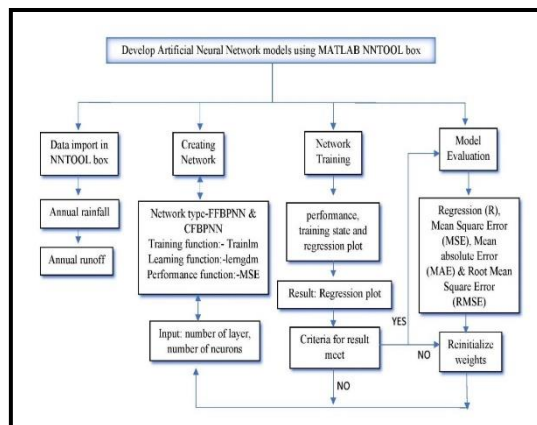 Develop Artificial Neural Network models using MATLAB NNTOOL box
Data import in
NNTOOL box
Annual rainfall
Annual runoff
Creating
Network
Network type-FFBPNN &
CFBPNN
Training function:- Trainlm
Learning function:-lerngdm
Performance function:-MSE
Input: number of layer,
number of neurons
Network
Training
performance,
training state and
regression plot
Result: Regression plot
Criteria for result
meet
YES
NO
NO
Model
Evaluation
Regression (R),
Mean Square Error
(MSE), Mean
absolute Error
(MAE) & Root Mean
Square Error
(RMSE)
Reinitialize
weights